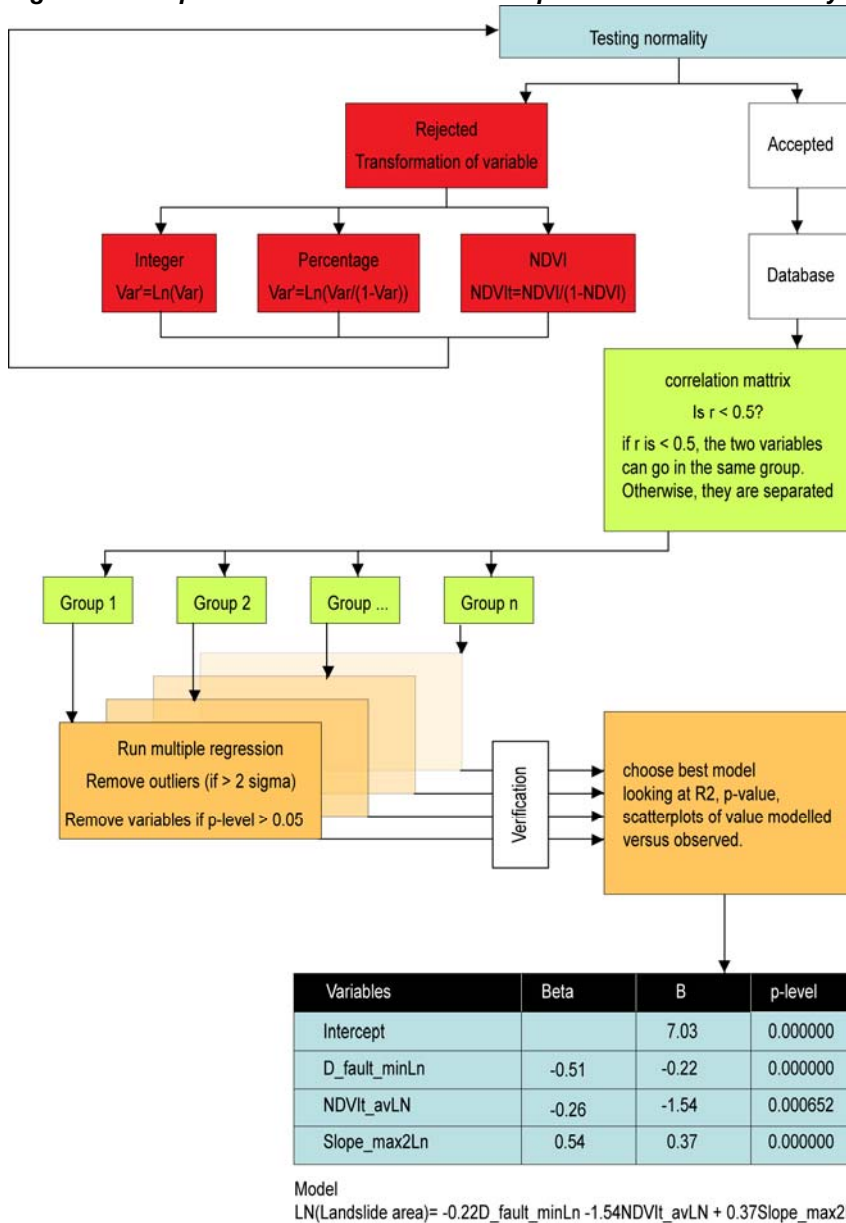 Testing normality
Rejected
Transformation of variable
Accepted
Integer
Var'=Ln(Var)
Percentage
Var'=Ln(Var/(1-Var))
NDVI
NDVIt=NDVI/(1-NDVI)
Database
correlation mattrix
Is r < 0.5?
if r is < 0.5, the two variables
can go in the same group.
Otherwise, they are separated
Group 1
Group 2
Group ...
Group n
Run multiple regression
Remove outliers (if > 2 sigma)
Remove variables if p-level > 0.05
Verification
choose best model
looking at R2, p-value,
scatterplots of value modelled
versus observed.
Variables Beta B p-level
Intercept 7.03 0.000000
D_fault_minLn -0.51 -0.22 0.000000
NDVIt_avLN -0.26 -1.54 0.000652
Slope_max2Ln 0.54 0.37 0.000000
Model
LN(Landslide area)= -0.22D_fault_minLn -1.54NDVIt_avLN + 0.37Slope_max2